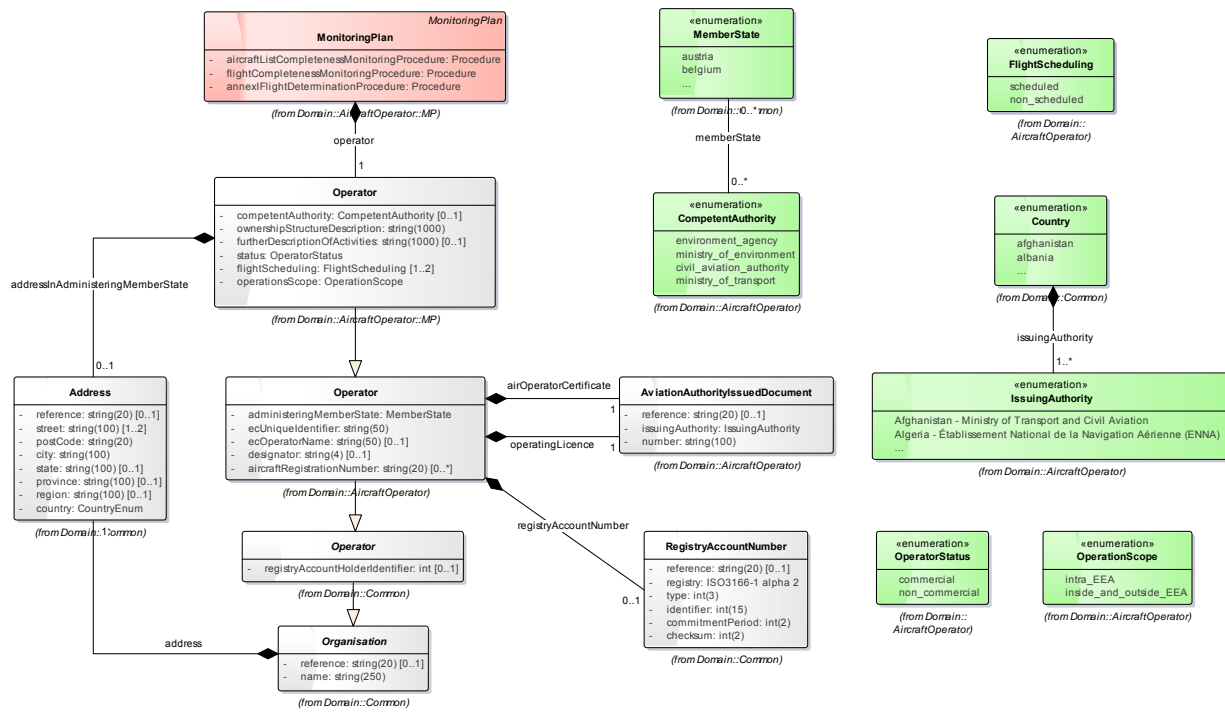 MonitoringPlan
MonitoringPlan
- aircraftListCompletenessMonitoringProcedure: Procedure
- flightCompletenessMonitoringProcedure: Procedure
- annexIFlightDeterminationProcedure: Procedure
(from Domain::AircraftOperator::MP)
operator
1
Operator
- competentAuthority: CompetentAuthority [0..1]
- ownershipStructureDescription: string(1000)
- furtherDescriptionOfActivities: string(1000) [0..1]
- status: OperatorStatus
- flightScheduling: FlightScheduling [1..2]
- operationsScope: OperationScope
(from Domain::AircraftOperator::MP)
addressInAdministeringMemberState
0..1
Address
- reference: string(20) [0..1]
- street: string(100) [1..2]
- postCode: string(20)
- city: string(100)
- state: string(100) [0..1]
- province: string(100) [0..1]
- region: string(100) [0..1]
- country: CountryEnum
(from Domain::Common)
1
Operator
- administeringMemberState: MemberState
- ecUniqueIdentifier: string(50)
- ecOperatorName: string(50) [0..1]
- designator: string(4) [0..1]
- aircraftRegistrationNumber: string(20) [0..*]
(from Domain::AircraftOperator)
airOperatorCertificate
1
operatingLicence
1
AviationAuthorityIssuedDocument
- reference: string(20) [0..1]
- issuingAuthority: IssuingAuthority
- number: string(100)
(from Domain::AircraftOperator)
Operator
- registryAccountHolderIdentifier: int [0..1]
(from Domain::Common)
registryAccountNumber
0..1
RegistryAccountNumber
- reference: string(20) [0..1]
- registry: ISO3166-1 alpha 2
- type: int(3)
- identifier: int(15)
- commitmentPeriod: int(2)
- checksum: int(2)
(from Domain::Common)
address
Organisation
- reference: string(20) [0..1]
- name: string(250)
(from Domain::Common)
«enumeration»
MemberState
austria
belgium
...
(from Domain::Common)
0..*
memberState
0..*
«enumeration»
CompetentAuthority
environment_agency
ministry_of_environment
civil_aviation_authority
ministry_of_transport
(from Domain::AircraftOperator)
«enumeration»
FlightScheduling
scheduled
non_scheduled
(from Domain::
AircraftOperator)
«enumeration»
Country
afghanistan
albania
...
(from Domain::Common)
issuingAuthority
1..*
«enumeration»
IssuingAuthority
Afghanistan - Ministry of Transport and Civil Aviation
Algeria - Établissement National de la Navigation Aérienne (ENNA)
...
(from Domain::AircraftOperator)
«enumeration»
OperatorStatus
commercial
non_commercial
(from Domain::
AircraftOperator)
«enumeration»
OperationScope
intra_EEA
inside_and_outside_EEA
(from Domain::AircraftOperator)